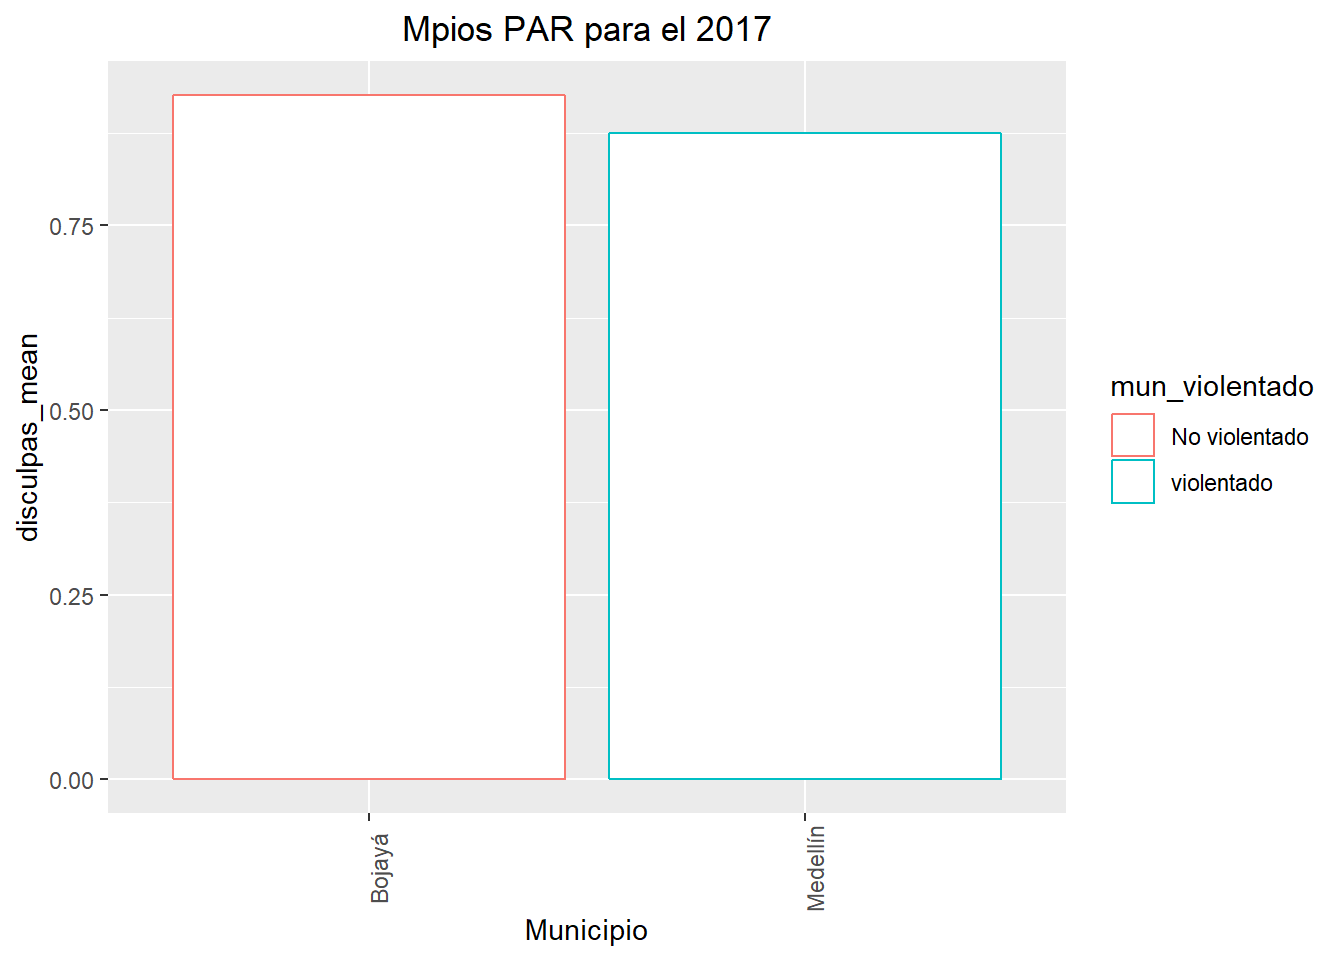 Mpios PAR para el 2017
disculpas_mean
0.75
0.50
0.25
0.00
Bojayá
Medellín
Municipio
mun_violentado
No violentado
violentado